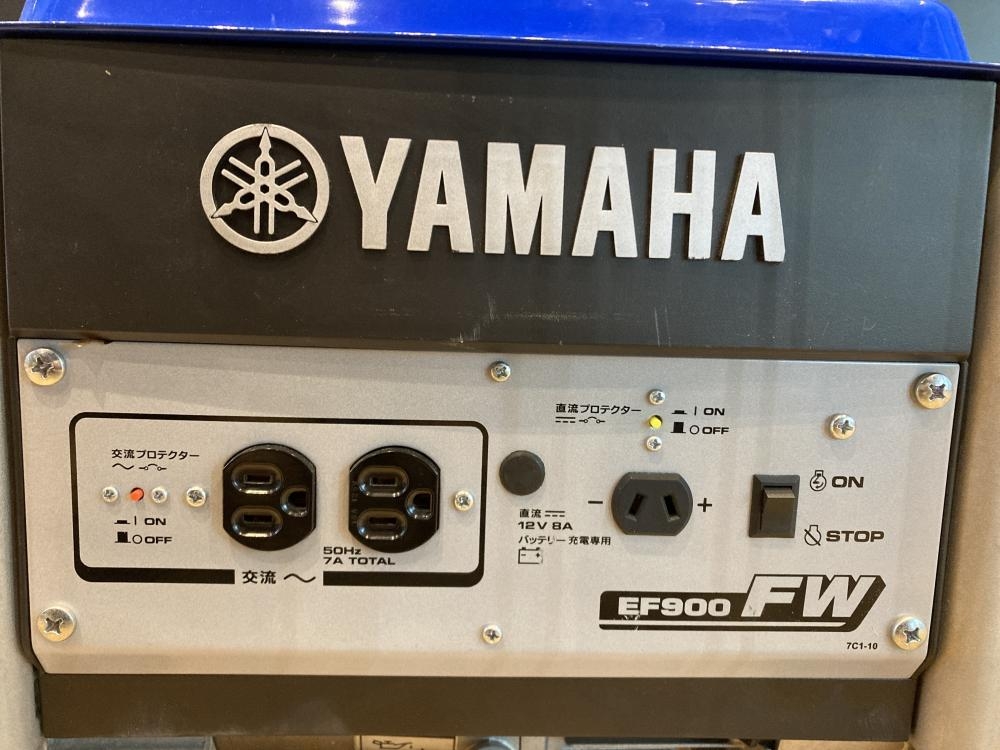 YAMAHA
交流プロテクター
| ON
○ OFF
50Hz
7A TOTAL
交流
直流プロテクター
| ON
○ OFF
直流
12V 8A
バッテリー充電専用
- +
ON
STOP
EF900 FW
7C1-10